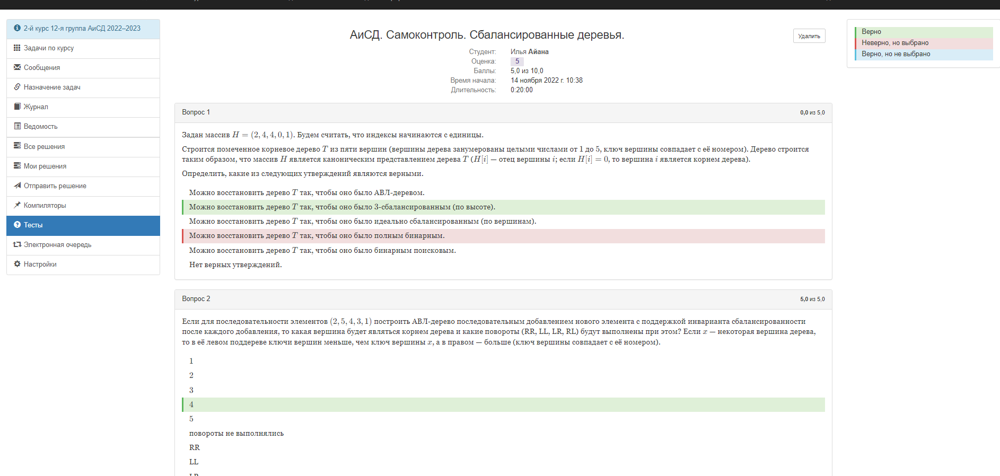 2-й курс 12-я группа АиСД 2022–2023
Задачи по курсу
Сообщения
Назначение задач
Журнал
Ведомость
Все решения
Мои решения
Отправить решение
Компиляторы
Тесты
Электронная очередь
Настройки
АиСД. Самоконтроль. Сбалансированные деревья.
Удалить
Студент: Илья Айана
Оценка: 5
Баллы: 5,0 из 10,0
Время начала: 14 ноября 2022 г. 10:38
Длительность: 0:20:00
Верно
Неверно, но выбрано
Верно, но не выбрано
Вопрос 1 0,0 из 5,0
Задан массив H = (2, 4, 4, 0, 1). Будем считать, что индексы начинаются с единицы.
Строится помеченное корневое дерево T из пяти вершин (вершины дерева занумерованы целыми числами от 1 до 5, ключ вершины совпадает с её номером). Дерево строится
таким образом, что массив H является каноническим представлением дерева T (H[i] — отец вершины i; если H[i] = 0, то вершина i является корнем дерева).
Определить, какие из следующих утверждений являются верными.
Можно восстановить дерево T так, чтобы оно было АВЛ-деревом.
Можно восстановить дерево T так, чтобы оно было 3-сбалансированным (по высоте).
Можно восстановить дерево T так, чтобы оно было идеально сбалансированным (по вершинам).
Можно восстановить дерево T так, чтобы оно было полным бинарным.
Можно восстановить дерево T так, чтобы оно было бинарным поисковым.
Нет верных утверждений.
Вопрос 2 5,0 из 5,0
Если для последовательности элементов (2, 5, 4, 3, 1) построить АВЛ-дерево последовательным добавлением нового элемента с поддержкой инварианта сбалансированности
после каждого добавления, то какая вершина будет являться корнем дерева и какие повороты (RR, LL, LR, RL) будут выполнены при этом? Если x — некоторая вершина дерева,
то в её левом поддереве ключи вершин меньше, чем ключ вершины x, а в правом — больше (ключ вершины совпадает с её номером).
1
2
3
4
5
повороты не выполнялись
RR
LL